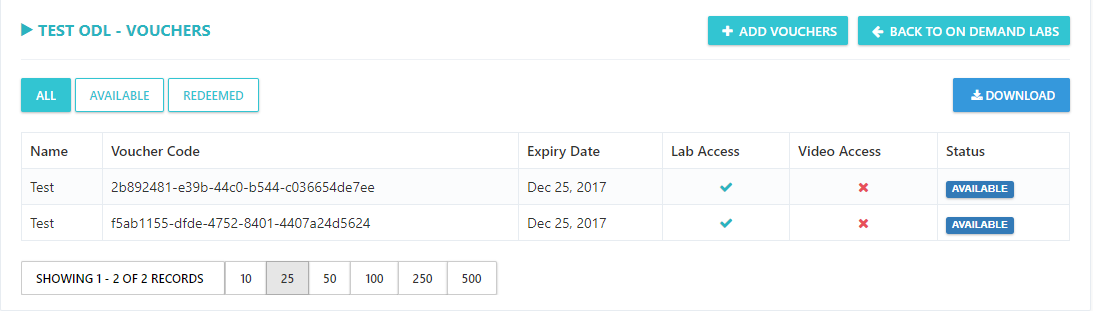 TEST ODL - VOUCHERS
ADD VOUCHERS
BACK TO ON DEMAND LABS
ALL AVAILABLE REDEEMED
DOWNLOAD
Name Voucher Code Expiry Date Lab Access Video Access Status
Test 2b892481-e39b-44c0-b544-c036654de7ee Dec 25, 2017 AVAILABLE
Test f5ab1155-dfde-4752-8401-4407a24d5624 Dec 25, 2017 AVAILABLE
SHOWING 1 - 2 OF 2 RECORDS 10 25 50 100 250 500